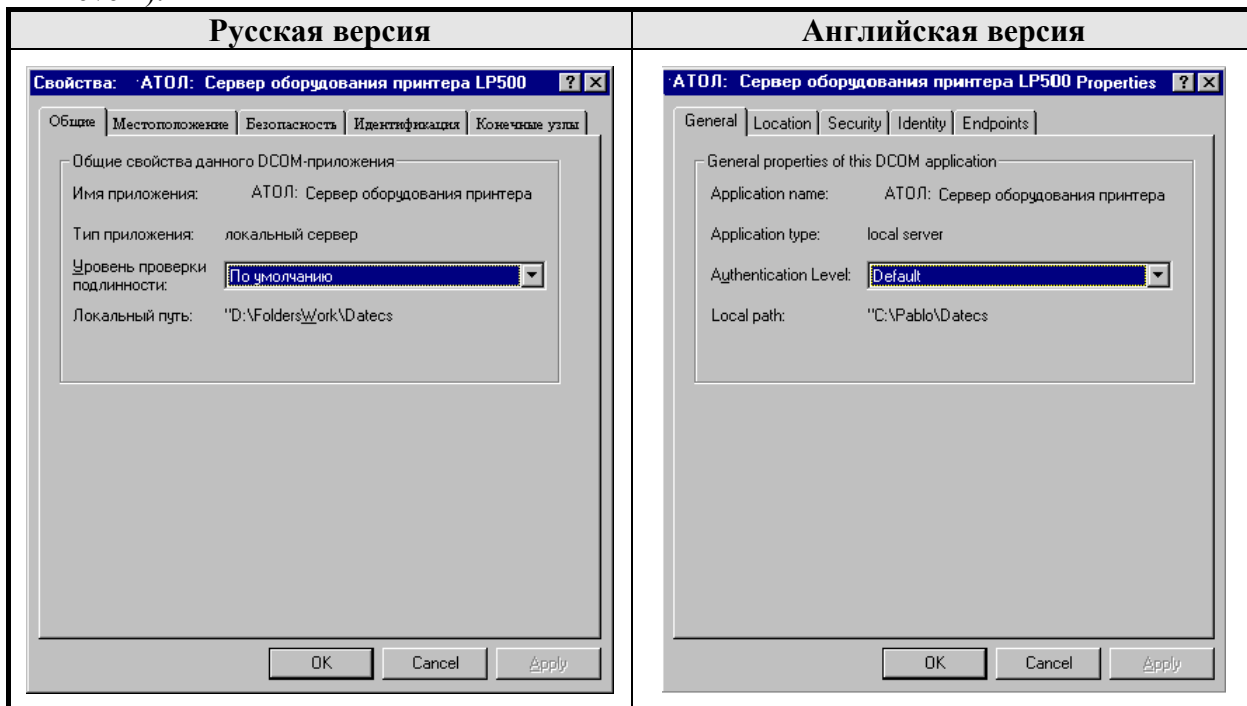 Русская версия
Английская версия
Свойства: АТОЛ: Сервер оборудования принтера LP500
Общие Местоположение Безопасность Идентификация Конечные узлы
Общие свойства данного DCOM-приложения
Имя приложения: АТОЛ: Сервер оборудования принтера
Тип приложения: локальный сервер
Уровень проверки
подлинности: По умолчанию
Локальный путь: "D:\FoldersWork\Datecs
OK Cancel Apply
АТОЛ: Сервер оборудования принтера LP500 Properties
General Location Security Identity Endpoints
General properties of this DCOM application
Application name: АТОЛ: Сервер оборудования принтера
Application type: local server
Authentication Level: Default
Local path: "C:\Pablo\Datecs
OK Cancel Apply